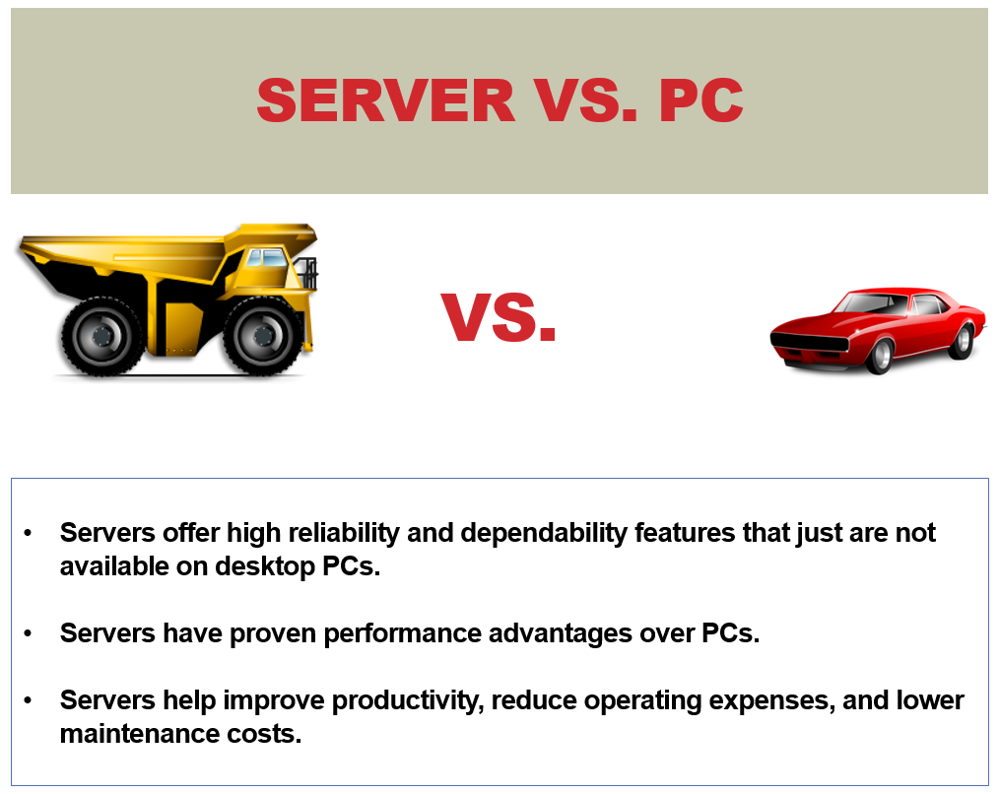 SERVER VS. PC
VS.
• Servers offer high reliability and dependability features that just are not
available on desktop PCs.
• Servers have proven performance advantages over PCs.
• Servers help improve productivity, reduce operating expenses, and lower
maintenance costs.